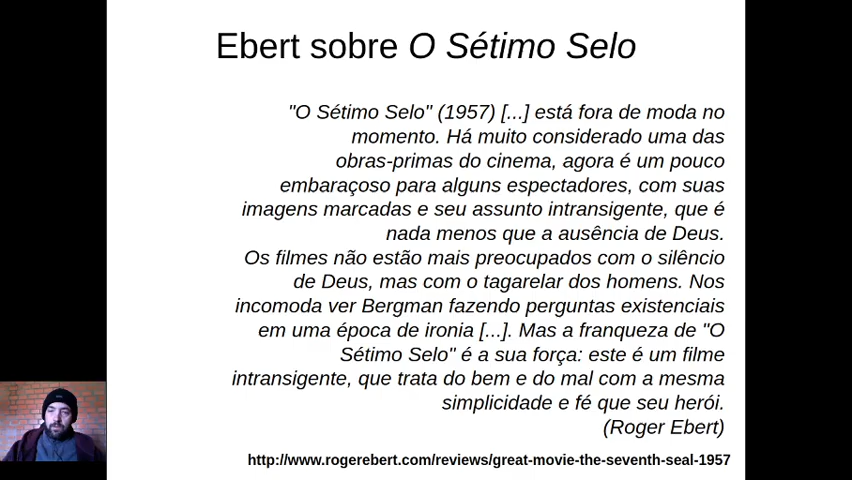 Ebert sobre O Sétimo Selo
"O Sétimo Selo" (1957) [...] está fora de moda no
momento. Há muito considerado uma das
obras-primas do cinema, agora é um pouco
embaraçoso para alguns espectadores, com suas
imagens marcadas e seu assunto intransigente, que é
nada menos que a ausência de Deus.
Os filmes não estão mais preocupados com o silêncio
de Deus, mas com o tagarelar dos homens. Nos
incomoda ver Bergman fazendo perguntas existenciais
em uma época de ironia [...]. Mas a franqueza de "O
Sétimo Selo" é a sua força: este é um filme
intransigente, que trata do bem e do mal com a mesma
simplicidade e fé que seu herói.
(Roger Ebert)
http://www.rogerebert.com/reviews/great-movie-the-seventh-seal-1957